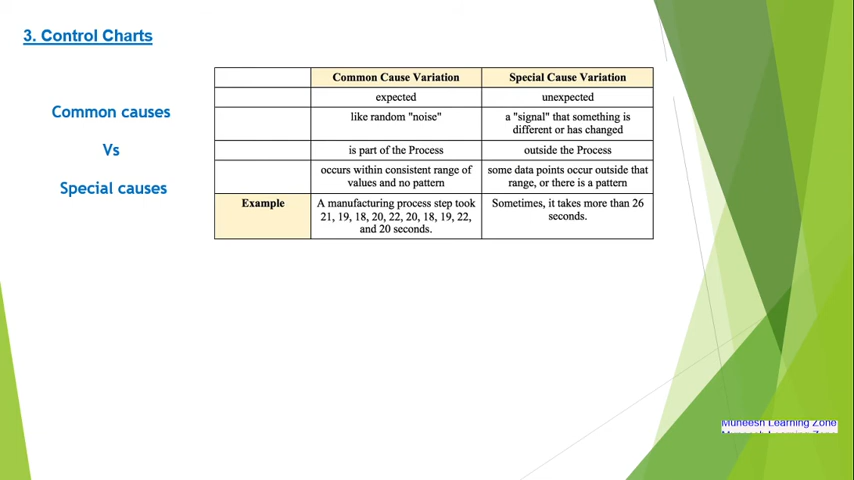 3. Control Charts
Common causes
Vs
Special causes
Common Cause Variation
Special Cause Variation
expected
unexpected
like random "noise"
a "signal" that something is
different or has changed
is part of the Process
outside the Process
occurs within consistent range of
values and no pattern
some data points occur outside that
range, or there is a pattern
Example
A manufacturing process step took
21, 19, 18, 20, 22, 20, 18, 19, 22,
and 20 seconds.
Sometimes, it takes more than 26
seconds.
Muneesh Learning Zone
Muneesh Learning Zone